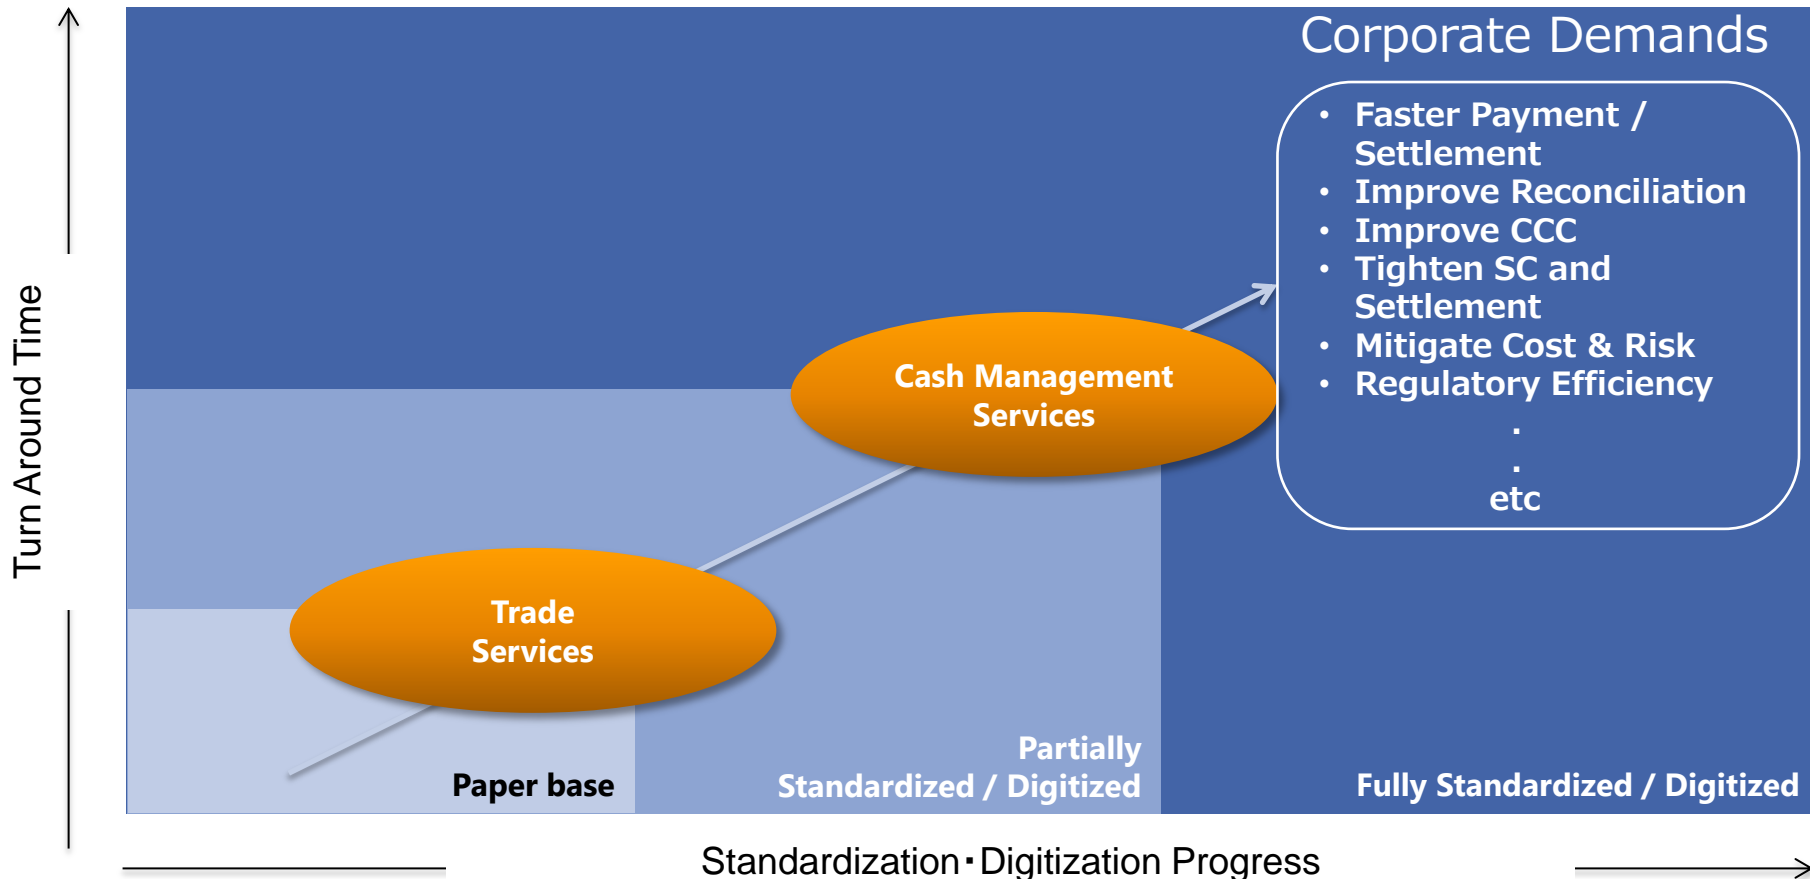 Corporate Demands
• Faster Payment /
Settlement
• Improve Reconciliation
• Improve CCC
• Tighten SC and
Settlement
• Mitigate Cost & Risk
• Regulatory Efficiency
.
.
etc
Turn Around Time
Cash Management
Services
Trade
Services
Paper base
Partially
Standardized / Digitized
Fully Standardized / Digitized
Standardization・Digitization Progress